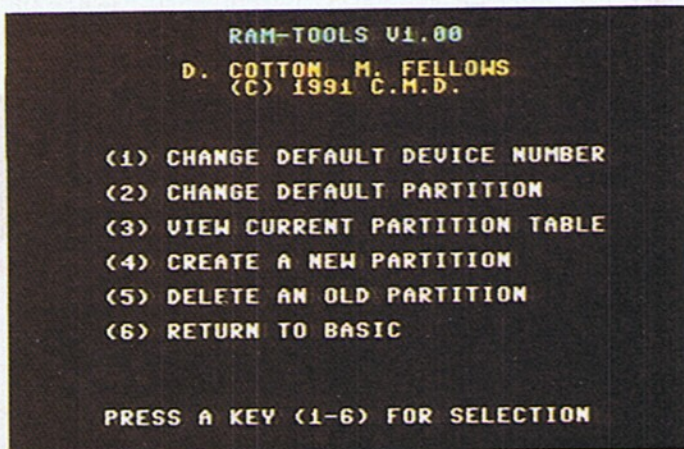 RAM-TOOLS V1.00
D. COTTON M. FELLOWS
(C) 1991 C.M.D.
(1) CHANGE DEFAULT DEVICE NUMBER
(2) CHANGE DEFAULT PARTITION
(3) VIEW CURRENT PARTITION TABLE
(4) CREATE A NEW PARTITION
(5) DELETE AN OLD PARTITION
(6) RETURN TO BASIC
PRESS A KEY (1-6) FOR SELECTION